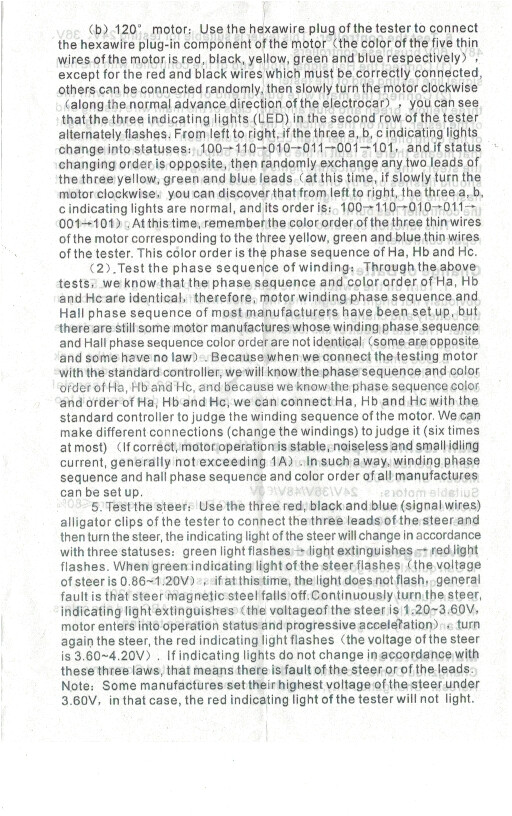 (b) 120° motor: Use the hexawire plug of the tester to connect
the hexawire plug-in component of the motor (the color of the five thin
wires of the motor is red, black, yellow, green and blue respectively) ,
except for the red and black wires which must be correctly connected,
others can be connected randomly, then slowly turn the motor clockwise
(along the normal advance direction of the electrocar) , you can see
that the three indicating lights (LED) in the second row of the tester
alternately flashes. From left to right, if the three a, b, c indicating lights
change into statuses: 100→110→010→011→001→101, and if status
changing order is opposite, then randomly exchange any two leads of
the three yellow, green and blue leads (at this time, if slowly turn the
motor clockwise, you can discover that from left to right, the three a, b,
c indicating lights are normal, and its order is: 100→110→010→011→
001→101) . At this time, remember the color order of the three thin wires
of the motor corresponding to the three yellow, green and blue thin wires
of the tester. This color order is the phase sequence of Ha, Hb and Hc.
(2).Test the phase sequence of winding: Through the above
tests, we know that the phase sequence and color order of Ha, Hb
and Hc are identical, therefore, motor winding phase sequence and
Hall phase sequence of most manufacturers have been set up, but
there are still some motor manufactures whose winding phase sequence
and Hall phase sequence color order are not identical (some are opposite
and some have no law) . Because when we connect the testing motor
with the standard controller, we will know the phase sequence and color
order of Ha, Hb and Hc, and because we know the phase sequence color
and order of Ha, Hb and Hc, we can connect Ha, Hb and Hc with the
standard controller to judge the winding sequence of the motor. We can
make different connections (change the windings) to judge it (six times
at most) (If correct, motor operation is stable, noiseless and small idling
current, generally not exceeding 1A) . In such a way, winding phase
sequence and hall phase sequence and color order of all manufactures
can be set up.
5. Test the steer: Use the three red, black and blue (signal wires)
alligator clips of the tester to connect the three leads of the steer and
then turn the steer, the indicating light of the steer will change in accordance
with three statuses: green light flashes → light extinguishes → red light
flashes. When green indicating light of the steer flashes (the voltage
of steer is 0.86~1.20V) , if at this time, the light does not flash, general
fault is that steer magnetic steel falls off. Continuously turn the steer,
indicating light extinguishes (the voltageof the steer is 1.20~3.60V,
motor enters into operation status and progressive accele?ation) , turn
again the steer, the red indicating light flashes (the voltage of the steer
is 3.60~4.20V) . If indicating lights do not change in accordance with
these three laws, that means there is fault of the steer or of the leads.
Note: Some manufactures set their highest voltage of the steer under
3.60V, in that case, the red indicating light of the tester will not light.